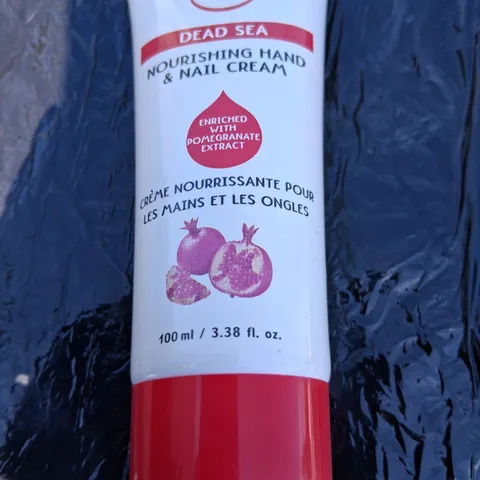 DEAD SEA
NOURISHING HAND
& NAIL CREAM
ENRICHED
WITH
POMEGRANATE
EXTRACT
CRÈME NOURRISSANTE POUR
LES MAINS ET LES ONGLES
100 ml / 3.38 fl. oz.